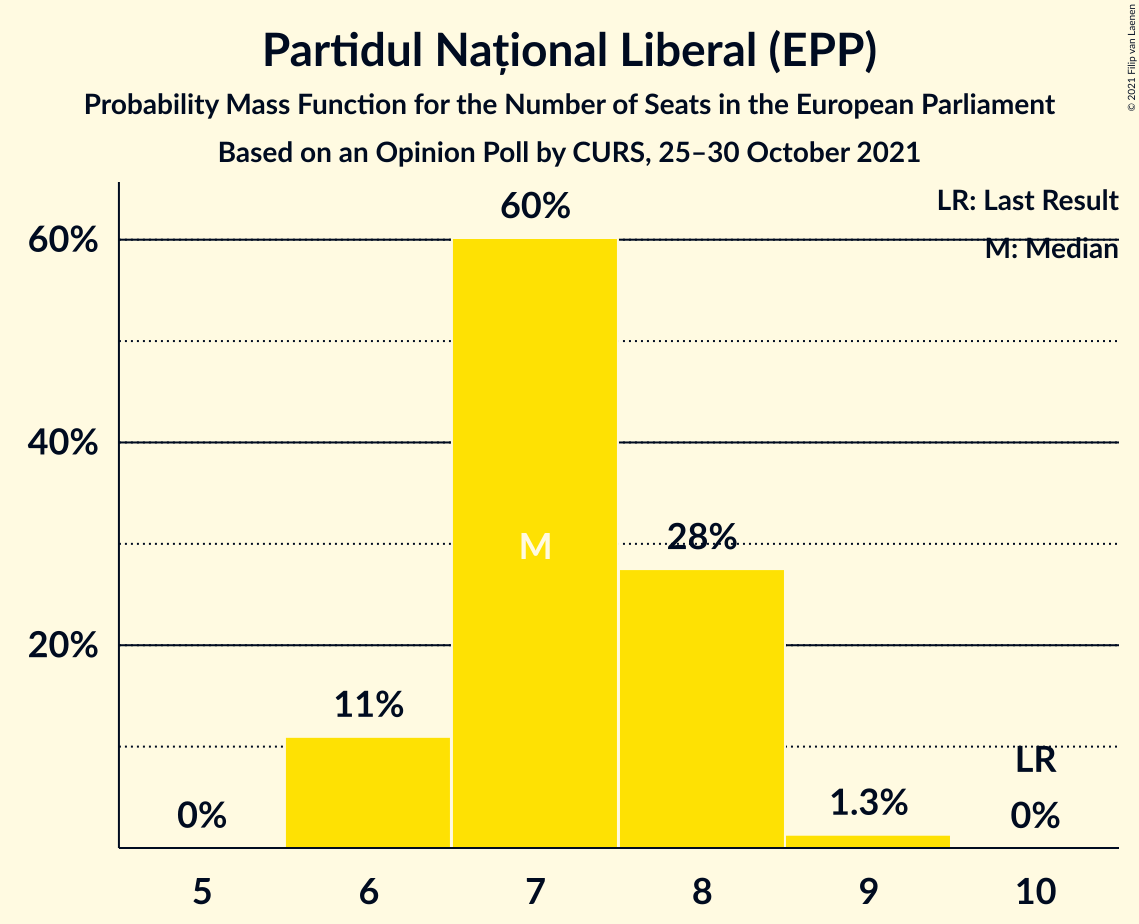 Partidul Național Liberal (EPP)
Probability Mass Function for the Number of Seats in the European Parliament
Based on an Opinion Poll by CURS, 25–30 October 2021
© 2021 Filip van Laenen
LR: Last Result
M: Median
60%
40%
20%
0%
11%
60%
M
28%
1.3%
LR
0%
5
6
7
8
9
10